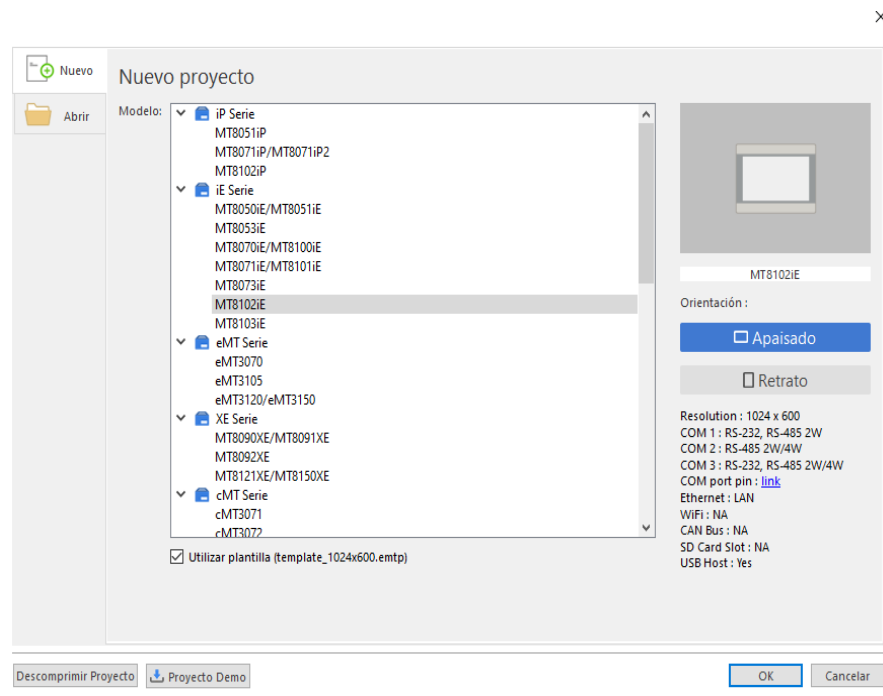 Nuevo
Abrir
Nuevo proyecto
Modelo:
iP Serie
MT8051iP
MT8071iP/MT8071iP2
MT8102iP
iE Serie
MT8050iE/MT8051iE
MT8053iE
MT8070iE/MT8100iE
MT8071iE/MT8101iE
MT8073iE
MT8102iE
MT8103iE
eMT Serie
eMT3070
eMT3105
eMT3120/eMT3150
XE Serie
MT8090XE/MT8091XE
MT8092XE
MT8121XE/MT8150XE
cMT Serie
cMT3071
cMT3072
Utilizar plantilla (template_1024x600.emtp)
MT8102iE
Orientación :
Apaisado
Retrato
Resolution : 1024 x 600
COM 1 : RS-232, RS-485 2W
COM 2 : RS-485 2W/4W
COM 3 : RS-232, RS-485 2W/4W
COM port pin : link
Ethernet : LAN
WiFi : NA
CAN Bus : NA
SD Card Slot : NA
USB Host : Yes
Descomprimir Proyecto
Proyecto Demo
OK
Cancelar